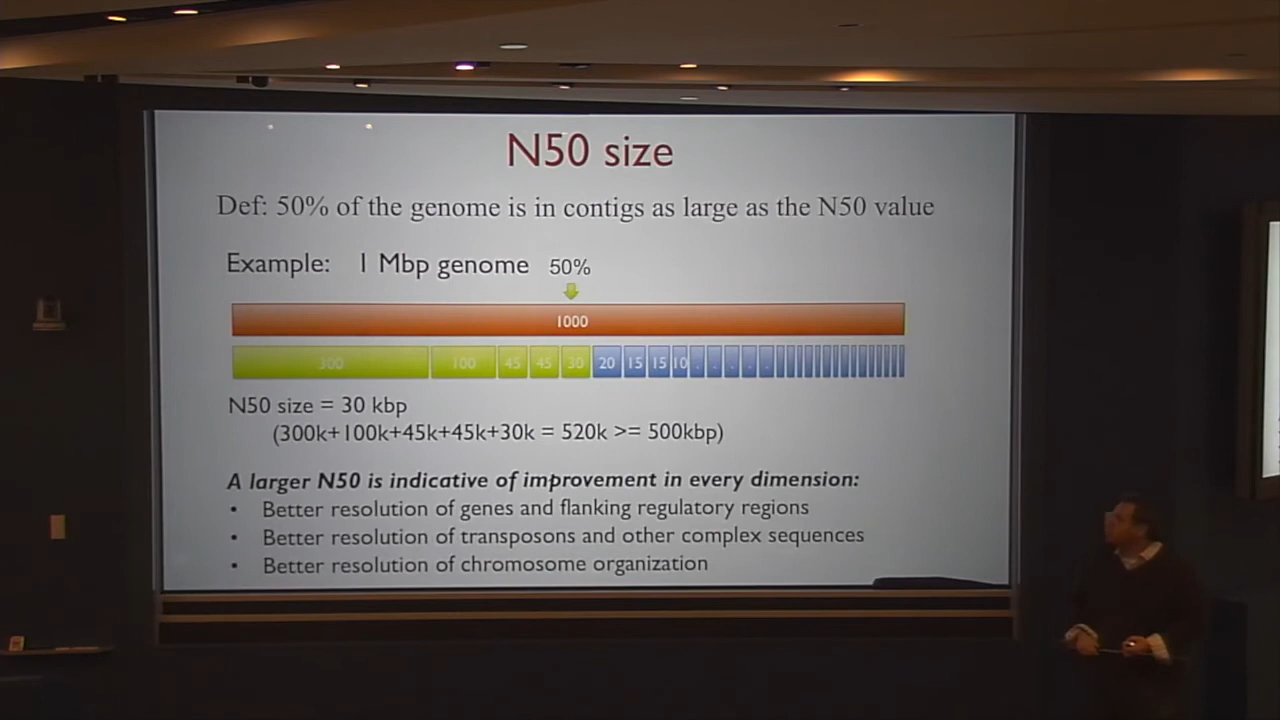 N50 size
Def: 50% of the genome is in contigs as large as the N50 value
Example: 1 Mbp genome 50%
1000
300 100 45 45 30 20 15 15 10 . . . . .
N50 size = 30 kbp
(300k+100k+45k+45k+30k = 520k >= 500kbp)
A larger N50 is indicative of improvement in every dimension:
• Better resolution of genes and flanking regulatory regions
• Better resolution of transposons and other complex sequences
• Better resolution of chromosome organization